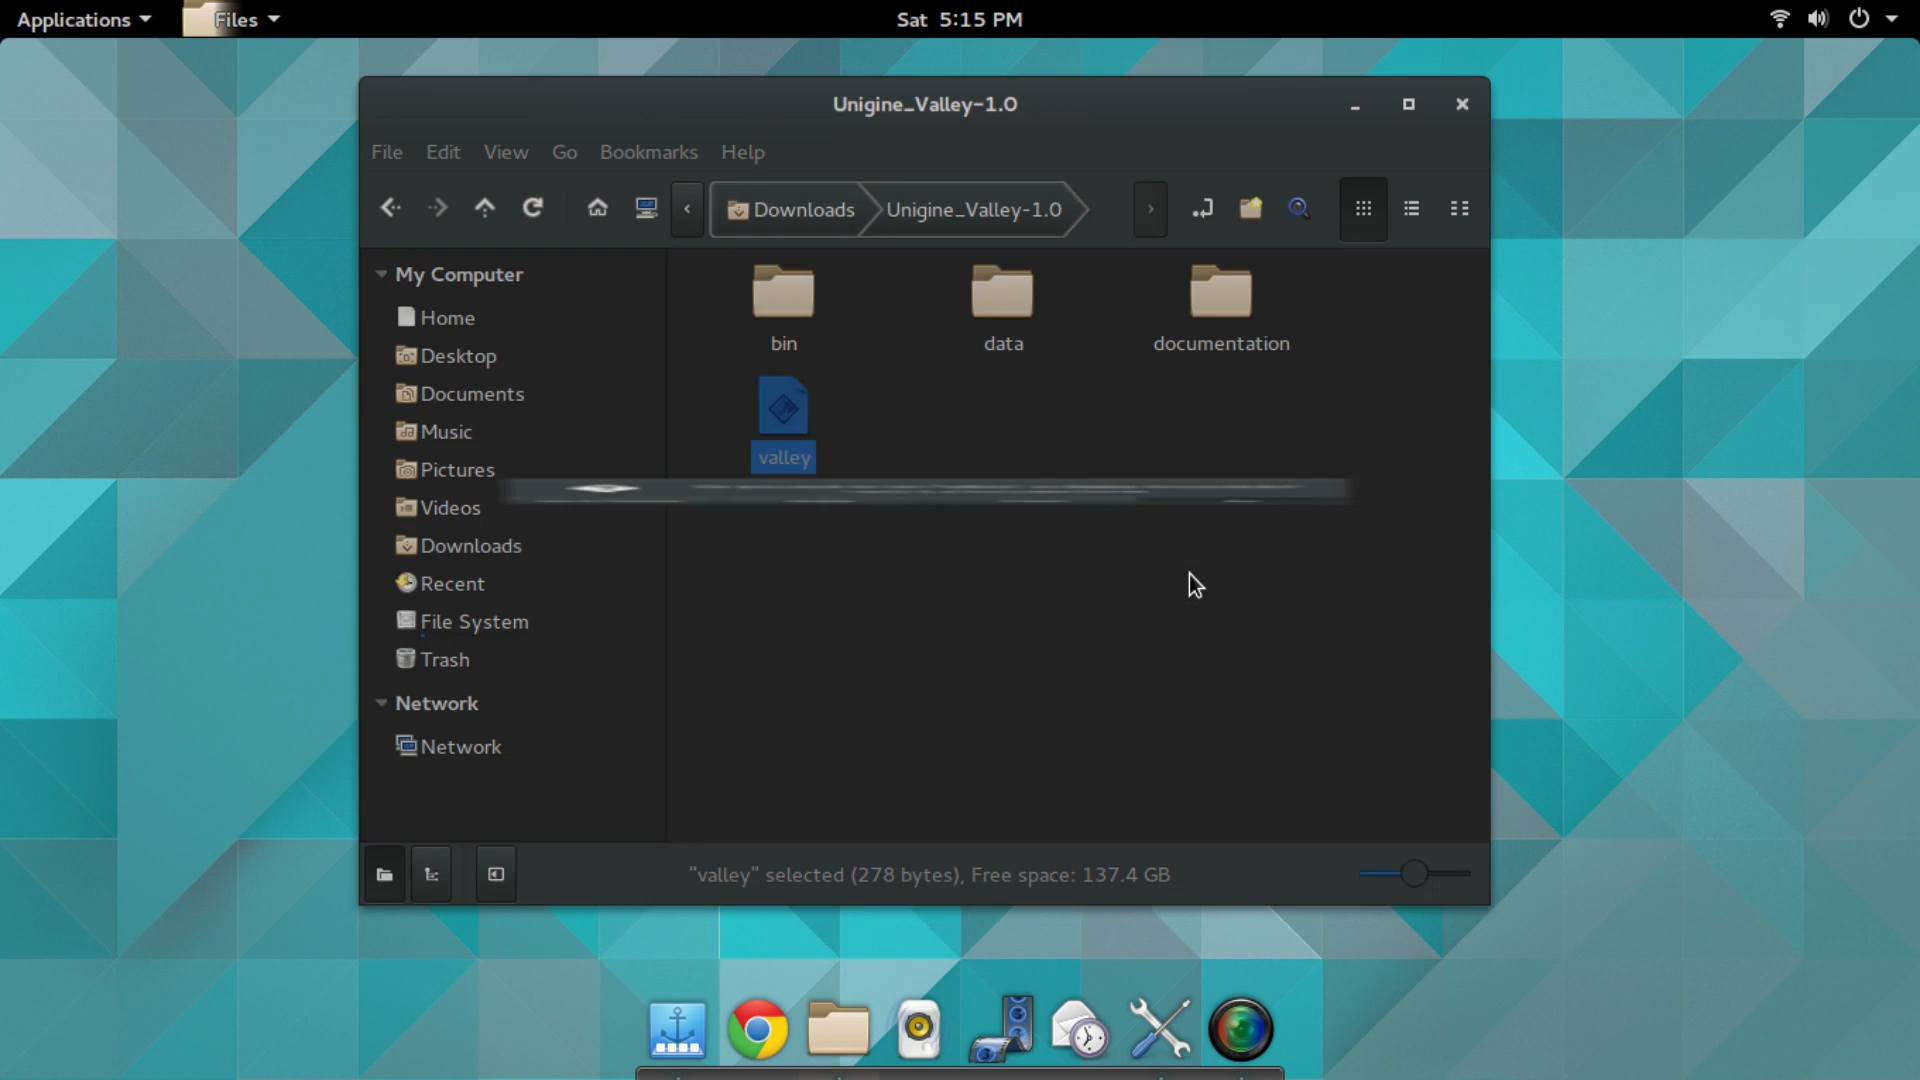 Applications
Files
Sat 5:15 PM
Unigine_Valley-1.0
File Edit View Go Bookmarks Help
Downloads
Unigine_Valley-1.0
My Computer
Home
Desktop
Documents
Music
Pictures
Videos
Downloads
Recent
File System
Trash
Network
Network
bin
data
documentation
valley
"valley" selected (278 bytes), Free space: 137.4 GB